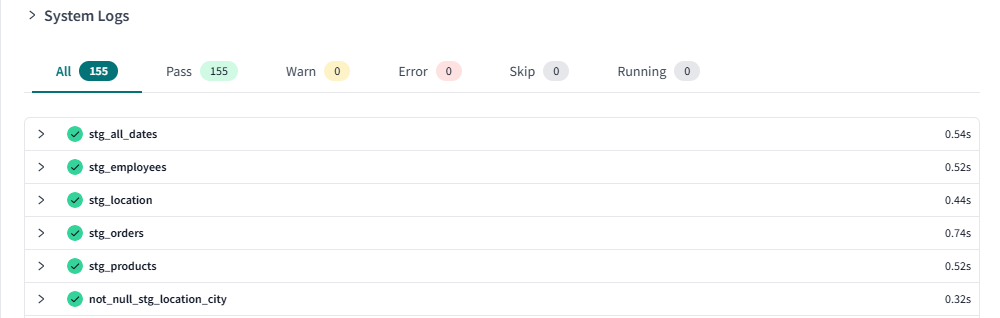 System Logs
All 155 Pass 155 Warn 0 Error 0 Skip 0 Running 0
stg_all_dates 0.54s
stg_employees 0.52s
stg_location 0.44s
stg_orders 0.74s
stg_products 0.52s
not_null_stg_location_city 0.32s